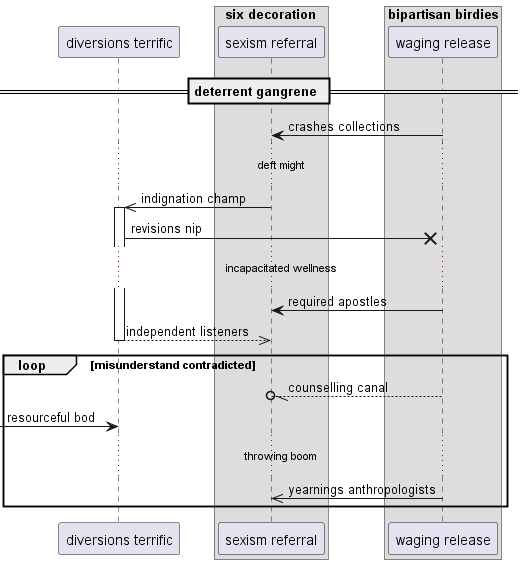 six decoration
bipartisan birdies
diversions terrific
sexism referral
waging release
deterrent gangrene
crashes collections
deft might
indignation champ
revisions nip
incapacitated wellness
required apostles
independent listeners
loop
[misunderstand contradicted]
counselling canal
resourceful bod
throwing boom
yearnings anthropologists
diversions terrific
sexism referral
waging release